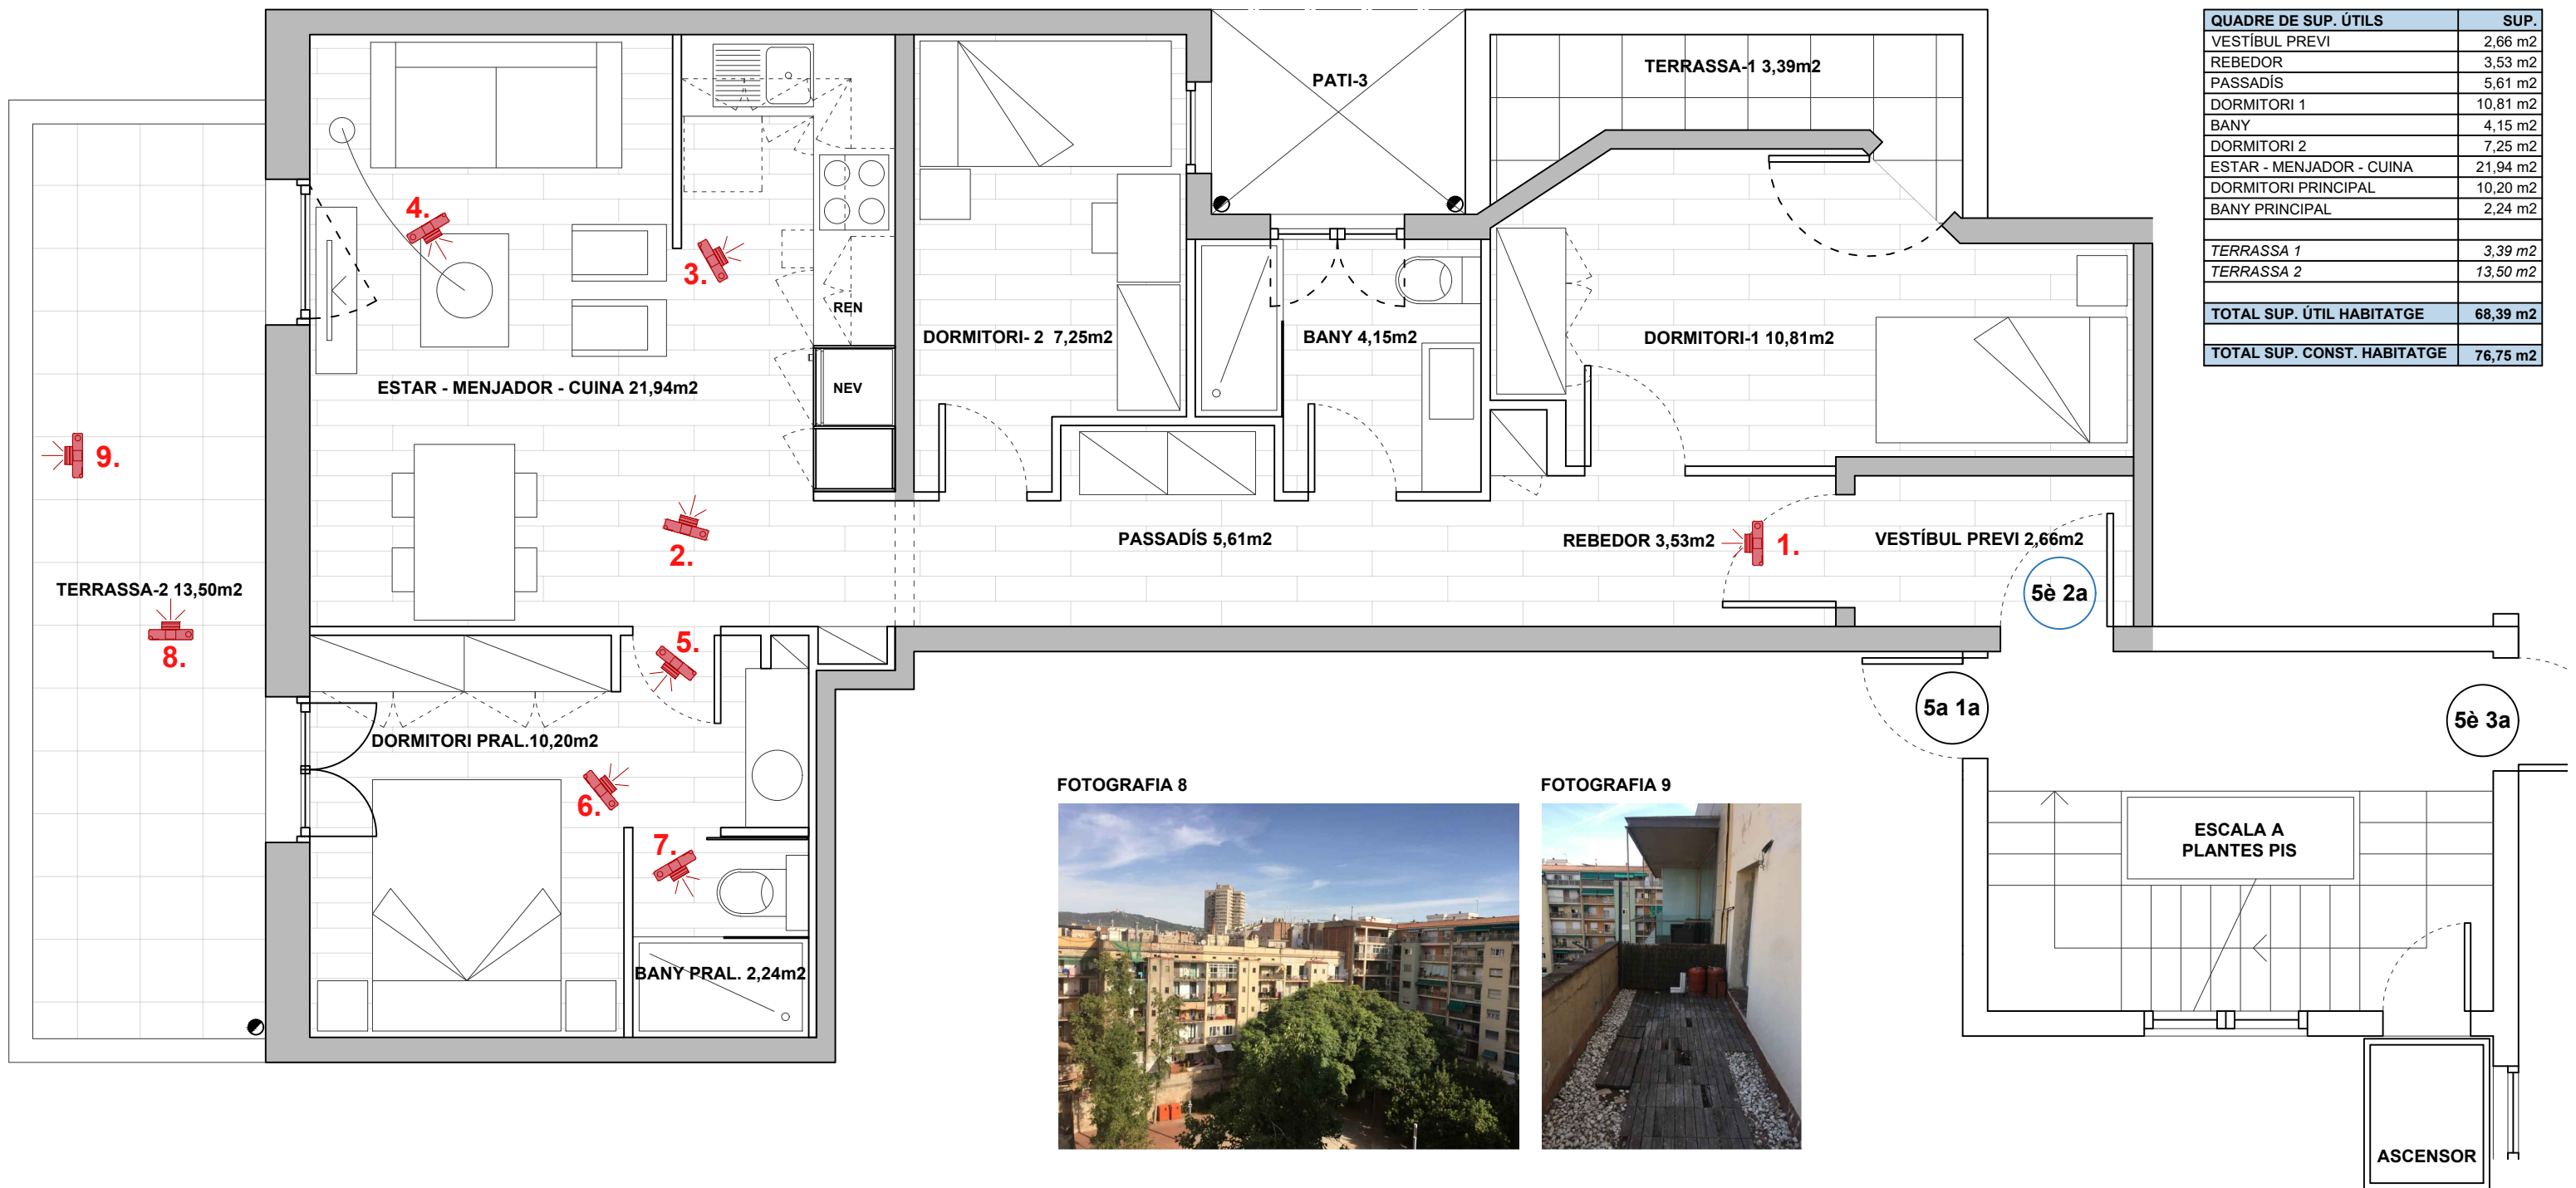 QUADRE DE SUP. ÚTILS SUP.
VESTÍBUL PREVI 2,66 m2
REBEDOR 3,53 m2
PASSADÍS 5,61 m2
DORMITORI 1 10,81 m2
BANY 4,15 m2
DORMITORI 2 7,25 m2
ESTAR - MENJADOR - CUINA 21,94 m2
DORMITORI PRINCIPAL 10,20 m2
BANY PRINCIPAL 2,24 m2
TERRASSA 1 3,39 m2
TERRASSA 2 13,50 m2
TOTAL SUP. ÚTIL HABITATGE 68,39 m2
TOTAL SUP. CONST. HABITATGE 76,75 m2
PATI-3
TERRASSA-1 3,39m2
4.
3.
REN
NEV
DORMITORI- 2 7,25m2
BANY 4,15m2
DORMITORI-1 10,81m2
ESTAR - MENJADOR - CUINA 21,94m2
9.
2.
PASSADÍS 5,61m2
REBEDOR 3,53m2
1.
VESTÍBUL PREVI 2,66m2
5è 2a
TERRASSA-2 13,50m2
8.
5.
5a 1a
5è 3a
DORMITORI PRAL.10,20m2
6.
7.
BANY PRAL. 2,24m2
FOTOGRAFIA 8
FOTOGRAFIA 9
ESCALA A
PLANTES PIS
ASCENSOR